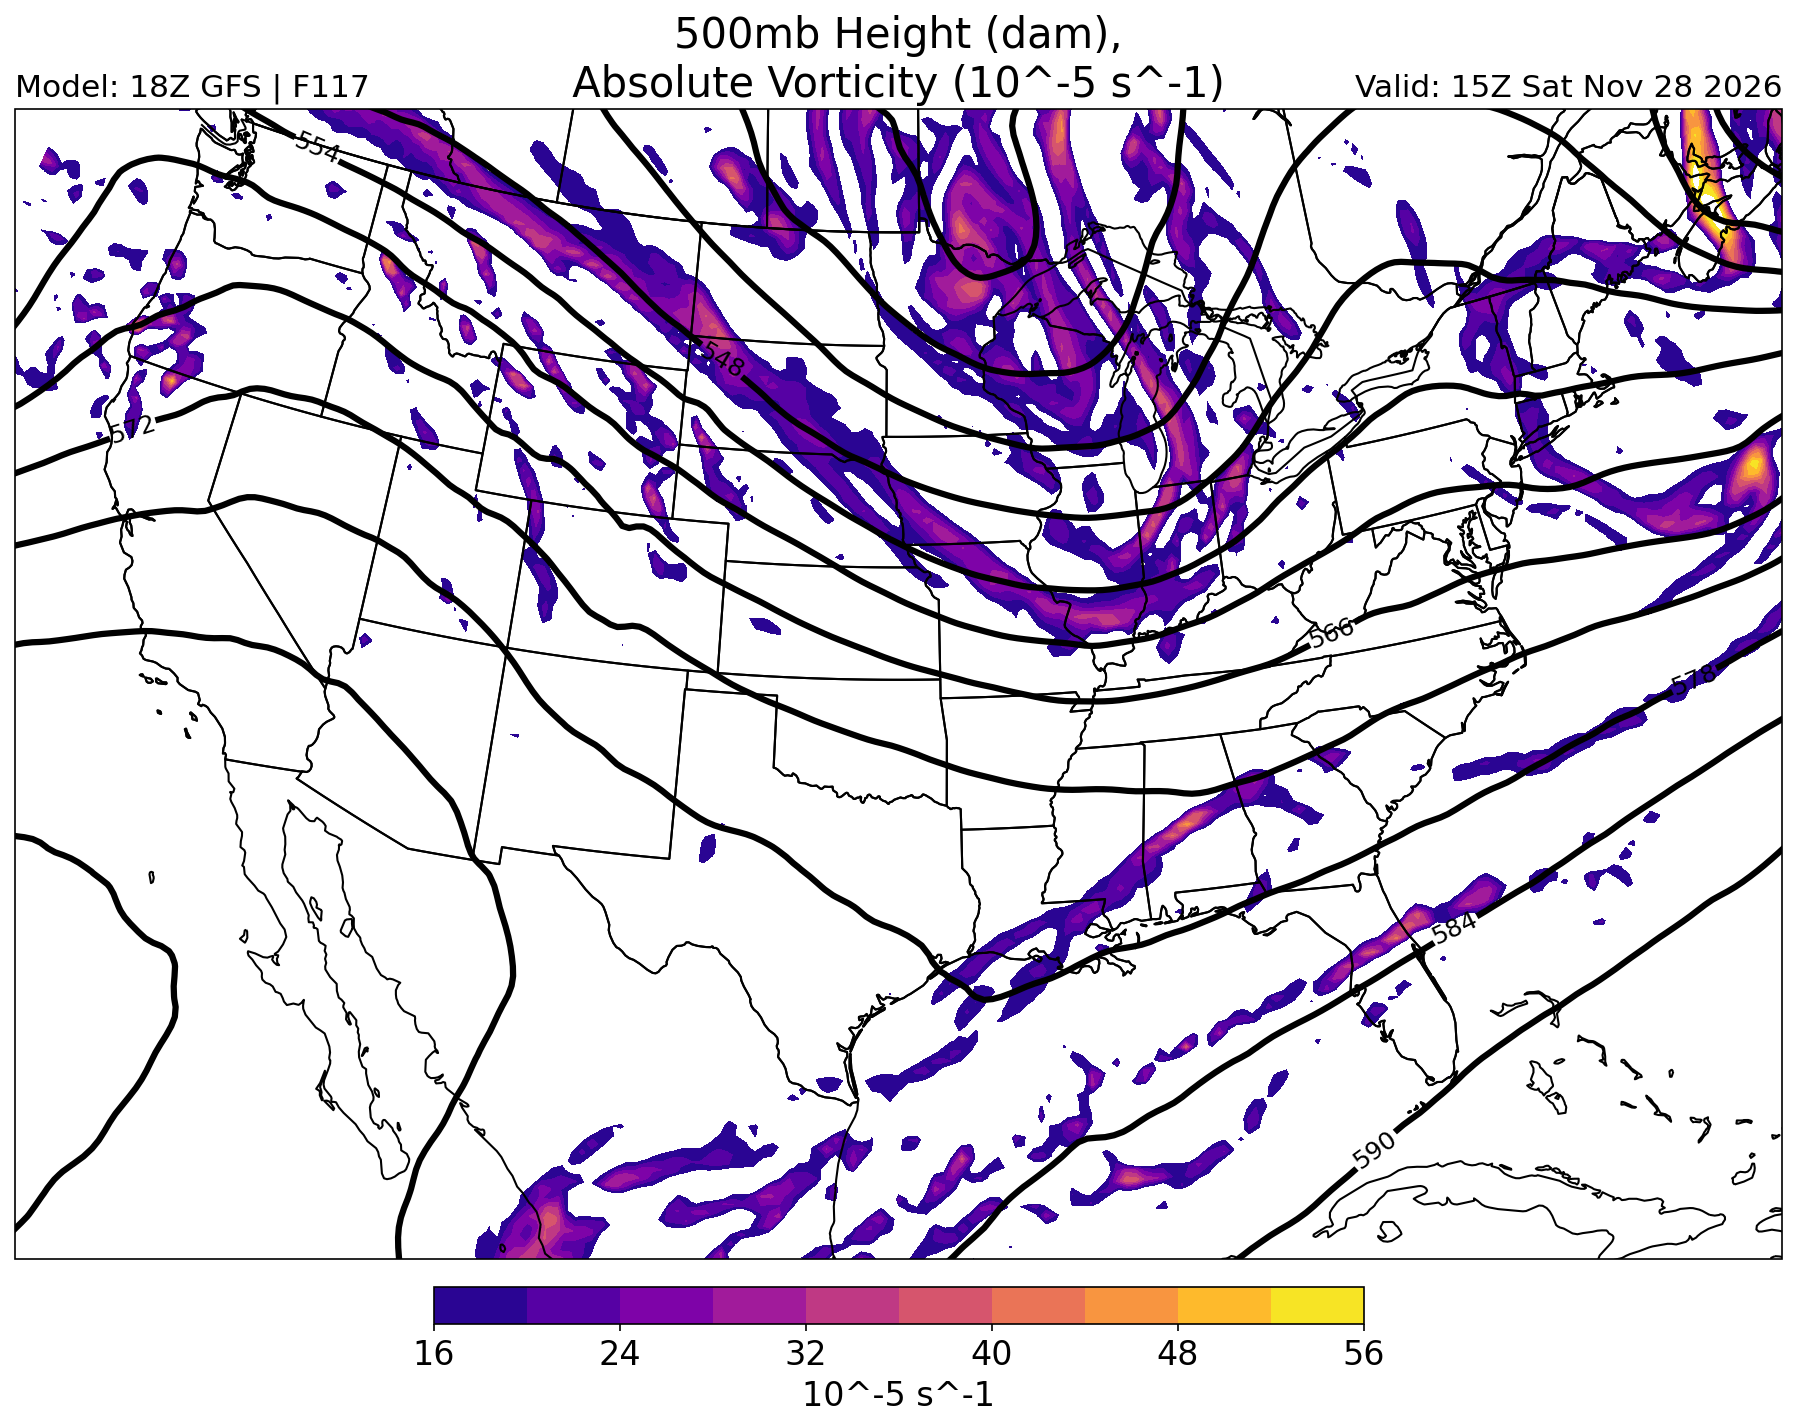 500mb Height (dam),
Model: 18Z GFS | F117
Absolute Vorticity (10^-5 s^-1)
Valid: 15Z Sat Nov 28 2026
554
548
572
566
578
584
590
16
24
32
40
48
56
10^-5 s^-1